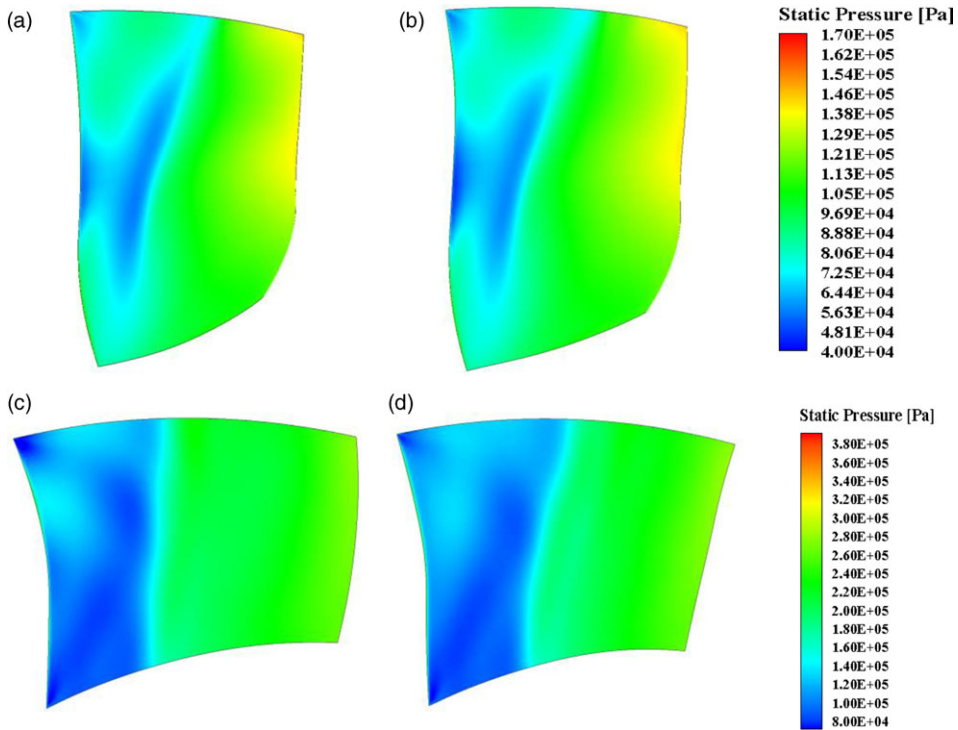 (a)
(b)
Static Pressure [Pa]
1.70E+05
1.62E+05
1.54E+05
1.46E+05
1.38E+05
1.29E+05
1.21E+05
1.13E+05
1.05E+05
9.69E+04
8.88E+04
8.06E+04
7.25E+04
6.44E+04
5.63E+04
4.81E+04
4.00E+04
(c)
(d)
Static Pressure [Pa]
3.80E+05
3.60E+05
3.40E+05
3.20E+05
3.00E+05
2.80E+05
2.60E+05
2.40E+05
2.20E+05
2.00E+05
1.80E+05
1.60E+05
1.40E+05
1.20E+05
1.00E+05
8.00E+04